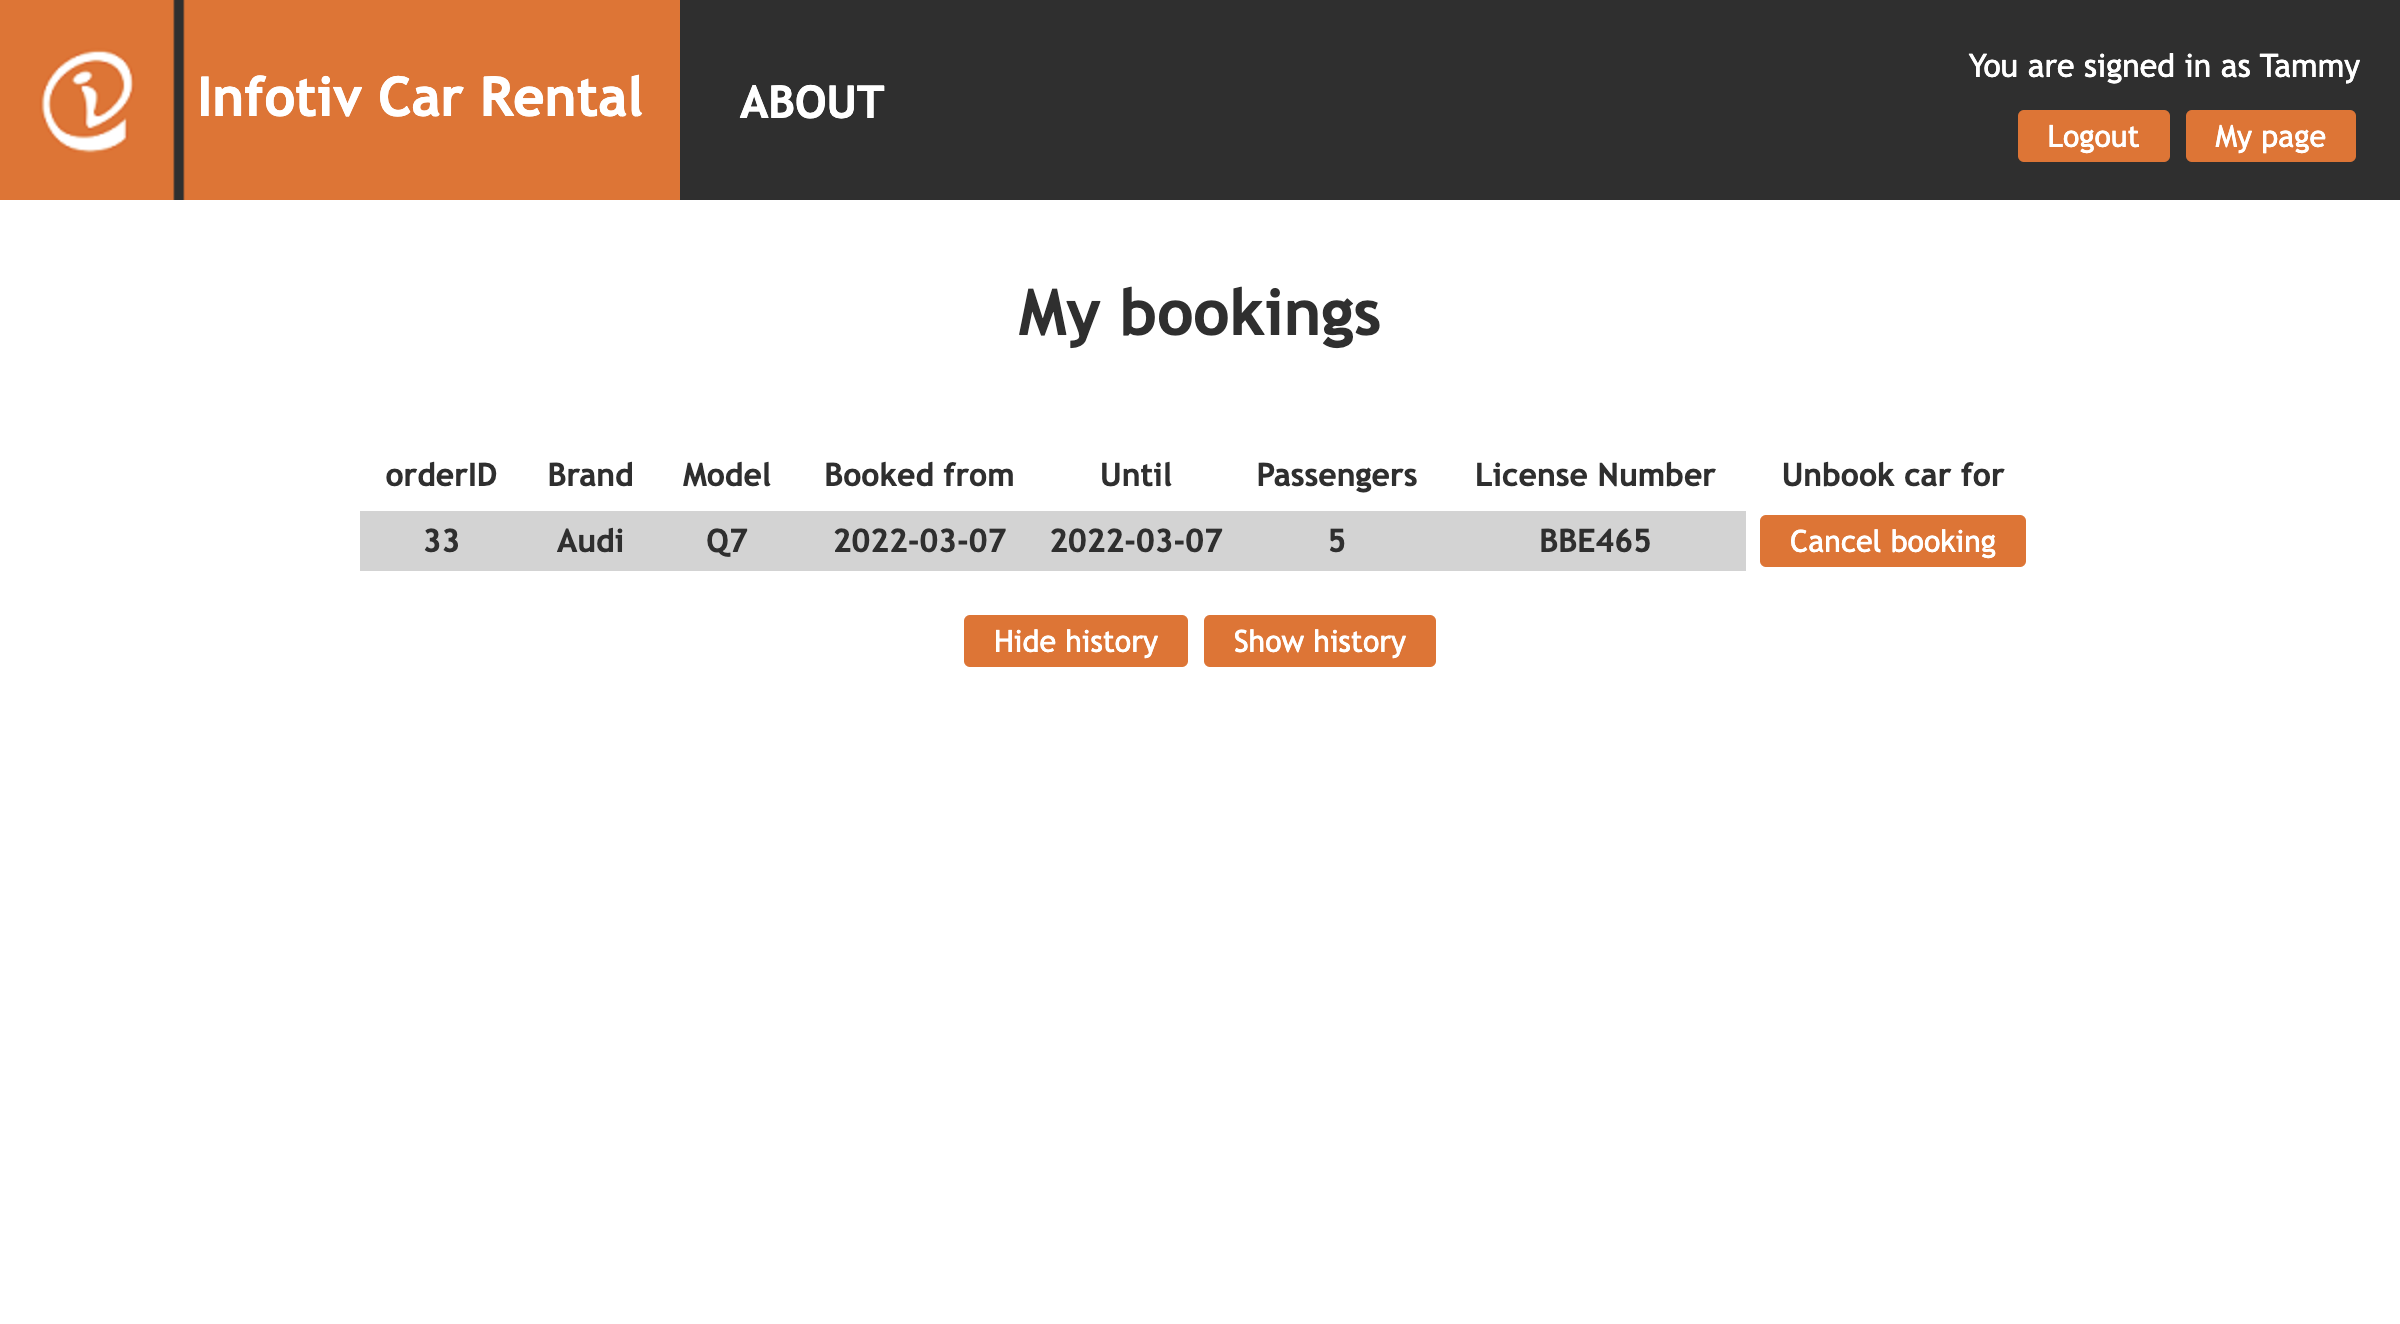 Infotiv Car Rental
ABOUT
You are signed in as Tammy
Logout My page
My bookings
orderID Brand Model Booked from Until Passengers License Number Unbook car for
33 Audi Q7 2022-03-07 2022-03-07 5 BBE465 Cancel booking
Hide history Show history